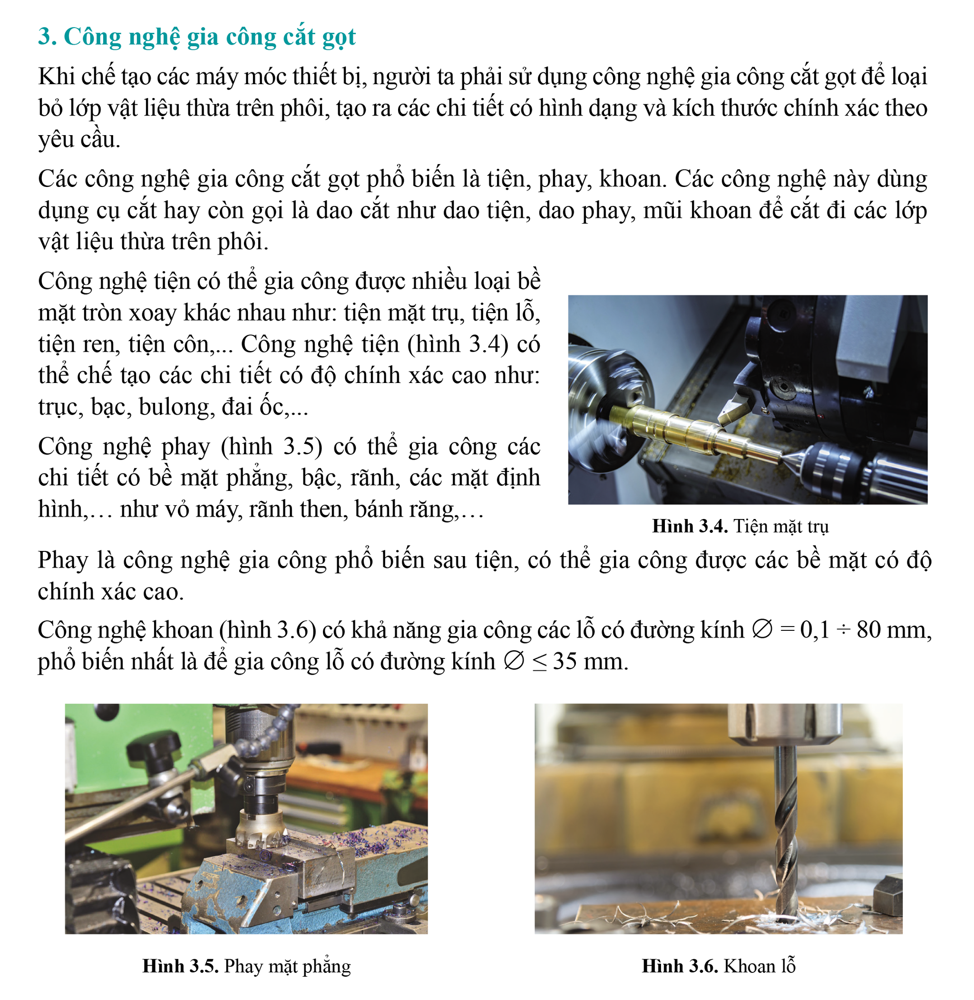 3. Công nghệ gia công cắt gọt
Khi chế tạo các máy móc thiết bị, người ta phải sử dụng công nghệ gia công cắt gọt để loại
bỏ lớp vật liệu thừa trên phôi, tạo ra các chi tiết có hình dạng và kích thước chính xác theo
yêu cầu.
Các công nghệ gia công cắt gọt phổ biến là tiện, phay, khoan. Các công nghệ này dùng
dụng cụ cắt hay còn gọi là dao cắt như dao tiện, dao phay, mũi khoan để cắt đi các lớp
vật liệu thừa trên phôi.
Công nghệ tiện có thể gia công được nhiều loại bề
mặt tròn xoay khác nhau như: tiện mặt trụ, tiện lỗ,
tiện ren, tiện côn,... Công nghệ tiện (hình 3.4) có
thể chế tạo các chi tiết có độ chính xác cao như:
trục, bạc, bulong, đai ốc,...
Công nghệ phay (hình 3.5) có thể gia công các
chi tiết có bề mặt phẳng, bậc, rãnh, các mặt định
hình,… như vỏ máy, rãnh then, bánh răng,…
Hình 3.4. Tiện mặt trụ
Phay là công nghệ gia công phổ biến sau tiện, có thể gia công được các bề mặt có độ
chính xác cao.
Công nghệ khoan (hình 3.6) có khả năng gia công các lỗ có đường kính ∅ = 0,1 ÷ 80 mm,
phổ biến nhất là để gia công lỗ có đường kính ∅ ≤ 35 mm.
Hình 3.5. Phay mặt phẳng
Hình 3.6. Khoan lỗ